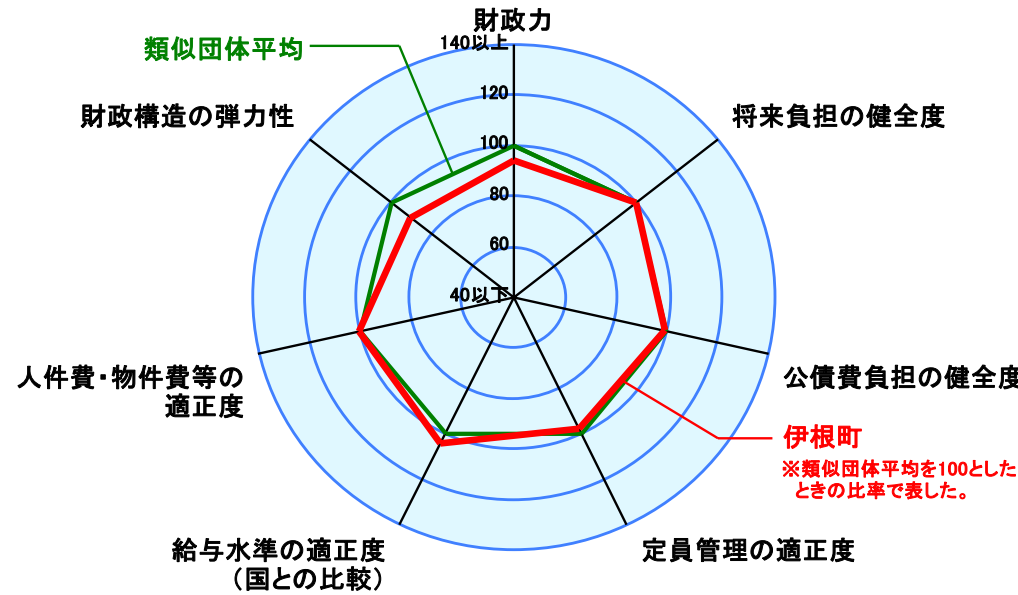 財政力
140以上
類似団体平均
120
財政構造の弾力性
将来負担の健全度
100
80
60
40以下
人件費・物件費等の
適正度
公債費負担の健全度
伊根町
※類似団体平均を100とした
ときの比率で表した。
給与水準の適正度
（国との比較）
定員管理の適正度